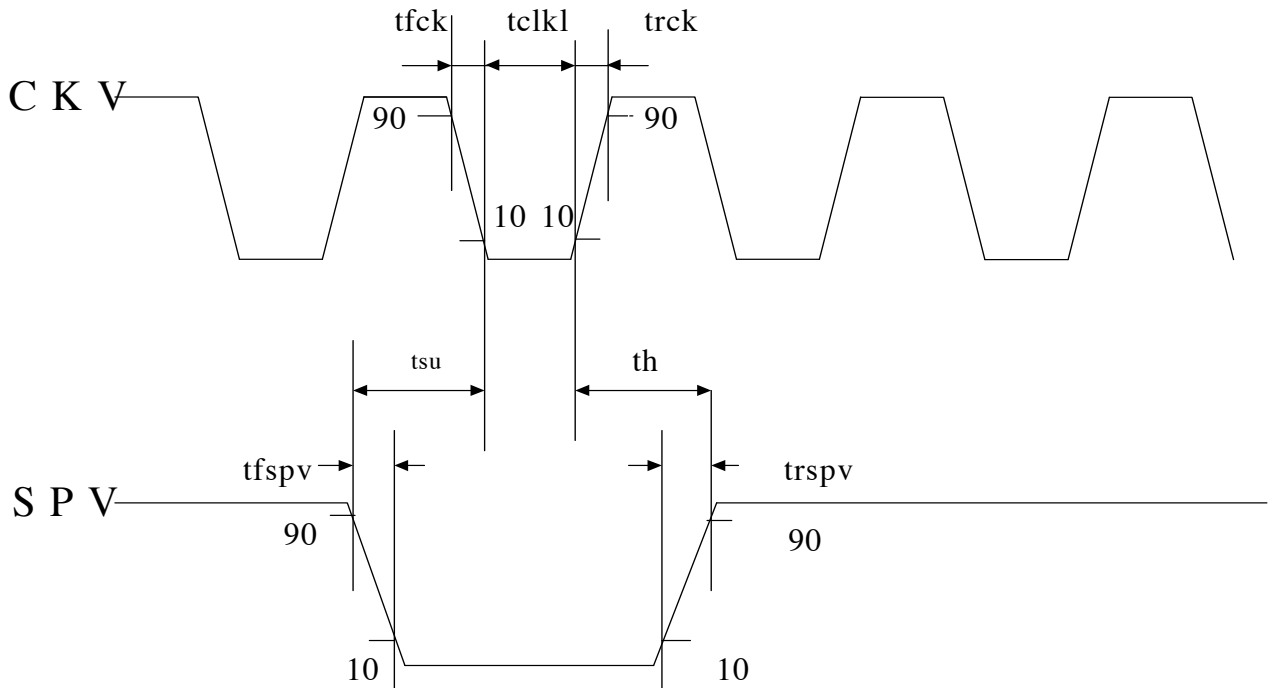 tfck tclkl trck
C K V
90 90
10 10
tsu th
tfspv trspv
S P V
90 90
10 10